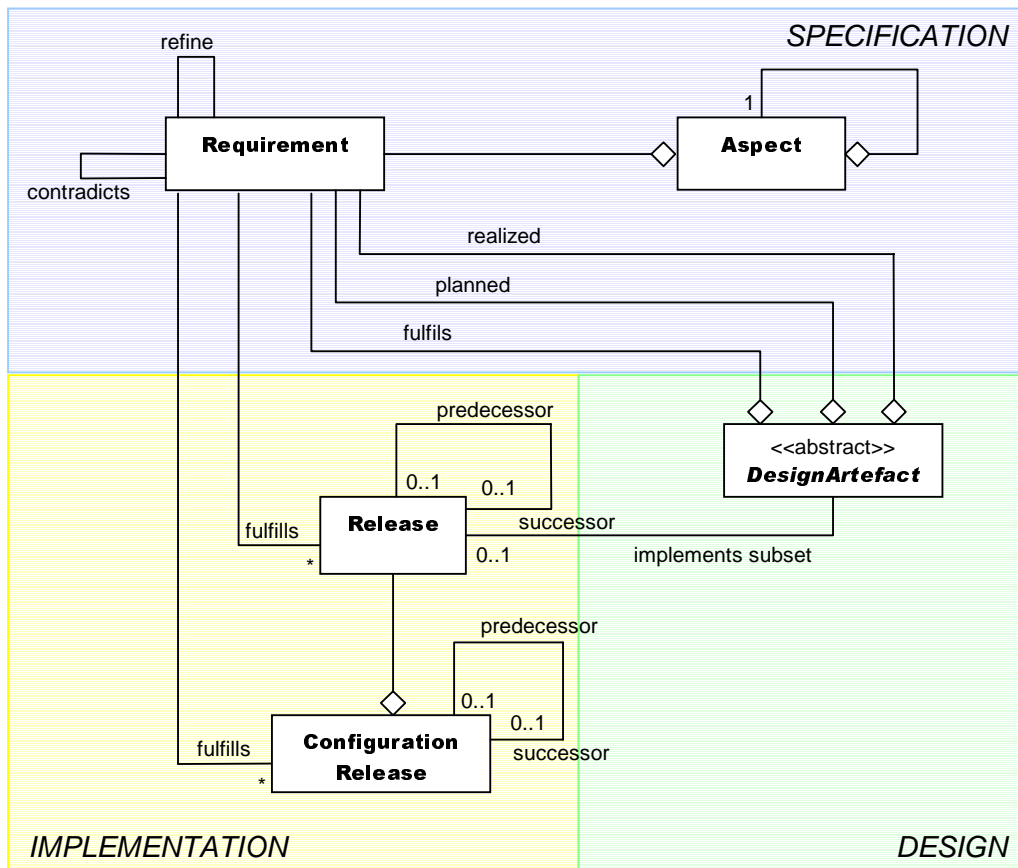 SPECIFICATION
refine
1
Requirement
Aspect
contradicts
realized
planned
fulfils
predecessor
<<abstract>>
DesignArtefact
0..1
0..1
Release
successor
fulfills
*
0..1
implements subset
predecessor
0..1
0..1
Configuration
Release
successor
fulfills
*
IMPLEMENTATION
DESIGN